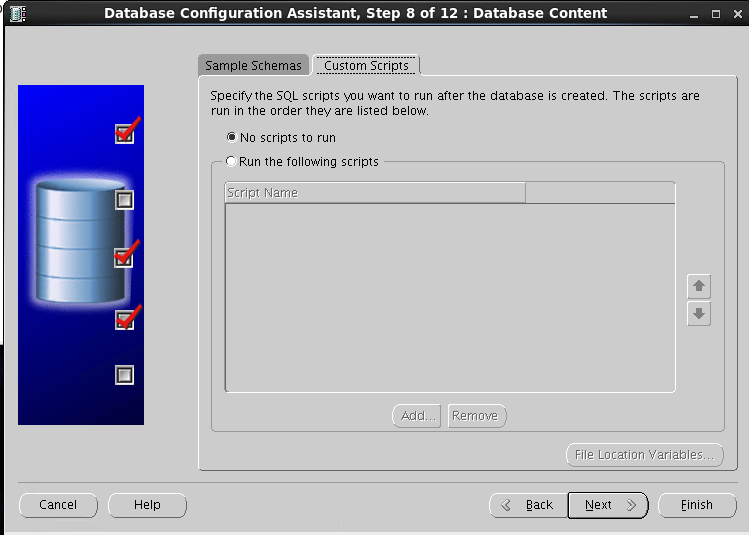 Database Configuration Assistant, Step 8 of 12 : Database Content
Sample Schemas
Custom Scripts
Specify the SQL scripts you want to run after the database is created. The scripts are
run in the order they are listed below.
No scripts to run
Run the following scripts
Script Name
Add...
Remove
File Location Variables...
Cancel
Help
Back
Next
Finish